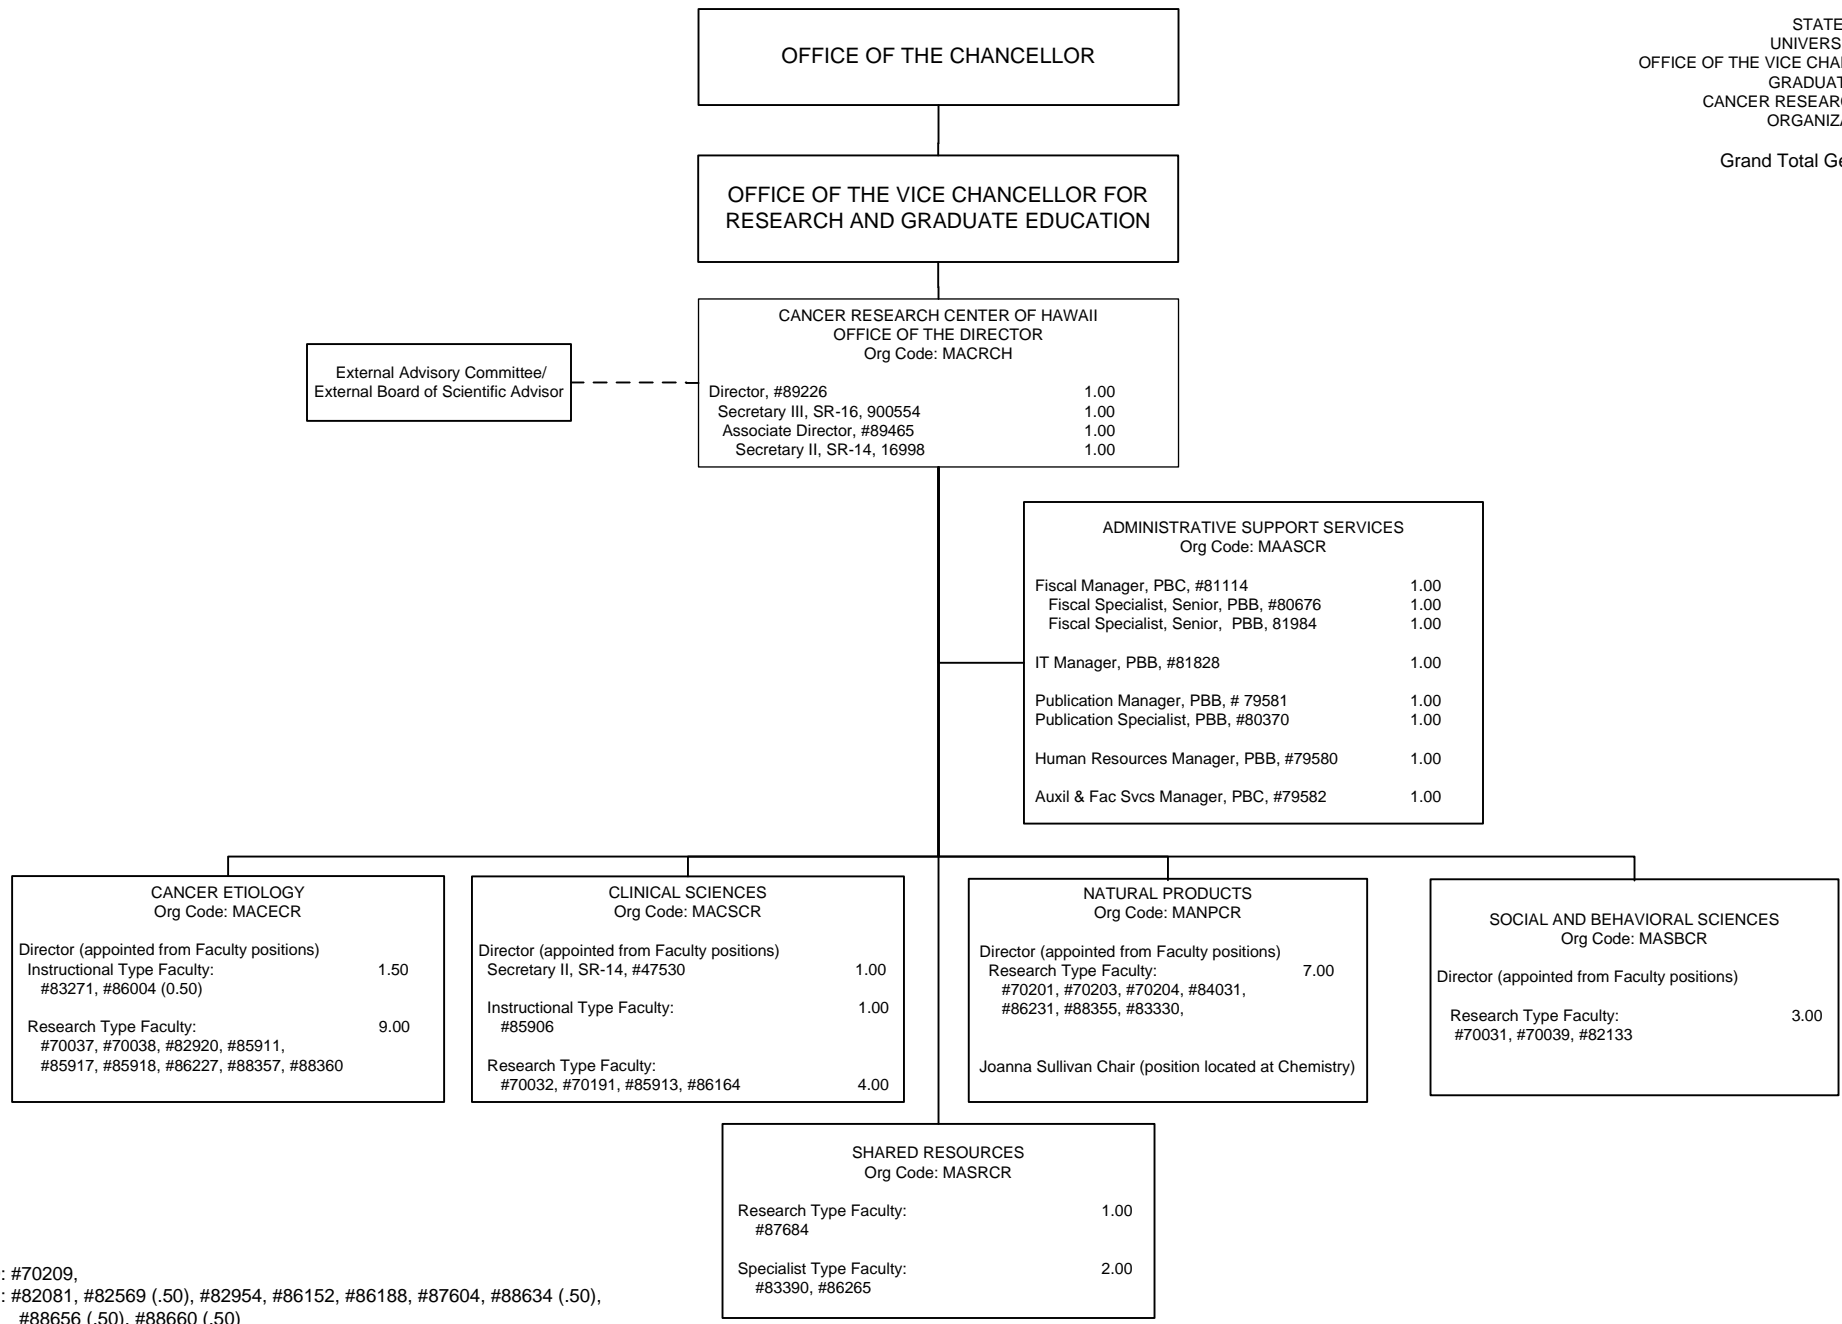 OFFICE OF THE CHANCELLOR
STATE
UNIVERS
OFFICE OF THE VICE CHA
GRADUAT
CANCER RESEAR
ORGANIZ
Grand Total Ge
OFFICE OF THE VICE CHANCELLOR FOR
RESEARCH AND GRADUATE EDUCATION
CANCER RESEARCH CENTER OF HAWAII
OFFICE OF THE DIRECTOR
Org Code: MACRCH
Director, #89226 1.00
Secretary III, SR-16, 900554 1.00
Associate Director, #89465 1.00
Secretary II, SR-14, 16998 1.00
External Advisory Committee/
External Board of Scientific Advisor
ADMINISTRATIVE SUPPORT SERVICES
Org Code: MAASCR
Fiscal Manager, PBC, #81114 1.00
Fiscal Specialist, Senior, PBB, #80676 1.00
Fiscal Specialist, Senior, PBB, 81984 1.00
IT Manager, PBB, #81828 1.00
Publication Manager, PBB, # 79581 1.00
Publication Specialist, PBB, #80370 1.00
Human Resources Manager, PBB, #79580 1.00
Auxil & Fac Svcs Manager, PBC, #79582 1.00
CANCER ETIOLOGY
Org Code: MACECR
Director (appointed from Faculty positions)
Instructional Type Faculty: 1.50
#83271, #86004 (0.50)
Research Type Faculty: 9.00
#70037, #70038, #82920, #85911,
#85917, #85918, #86227, #88357, #88360
CLINICAL SCIENCES
Org Code: MACSCR
Director (appointed from Faculty positions)
Secretary II, SR-14, #47530 1.00
Instructional Type Faculty: 1.00
#85906
Research Type Faculty:
#70032, #70191, #85913, #86164 4.00
NATURAL PRODUCTS
Org Code: MANPCR
Director (appointed from Faculty positions)
Research Type Faculty: 7.00
#70201, #70203, #70204, #84031,
#86231, #88355, #83330,
Joanna Sullivan Chair (position located at Chemistry)
SOCIAL AND BEHAVIORAL SCIENCES
Org Code: MASBCR
Director (appointed from Faculty positions)
Research Type Faculty: 3.00
#70031, #70039, #82133
SHARED RESOURCES
Org Code: MASRCR
Research Type Faculty: 1.00
#87684
Specialist Type Faculty: 2.00
#83390, #86265
: #70209,
: #82081, #82569 (.50), #82954, #86152, #86188, #87604, #88634 (.50),
#88656 (.50), #88660 (.50)